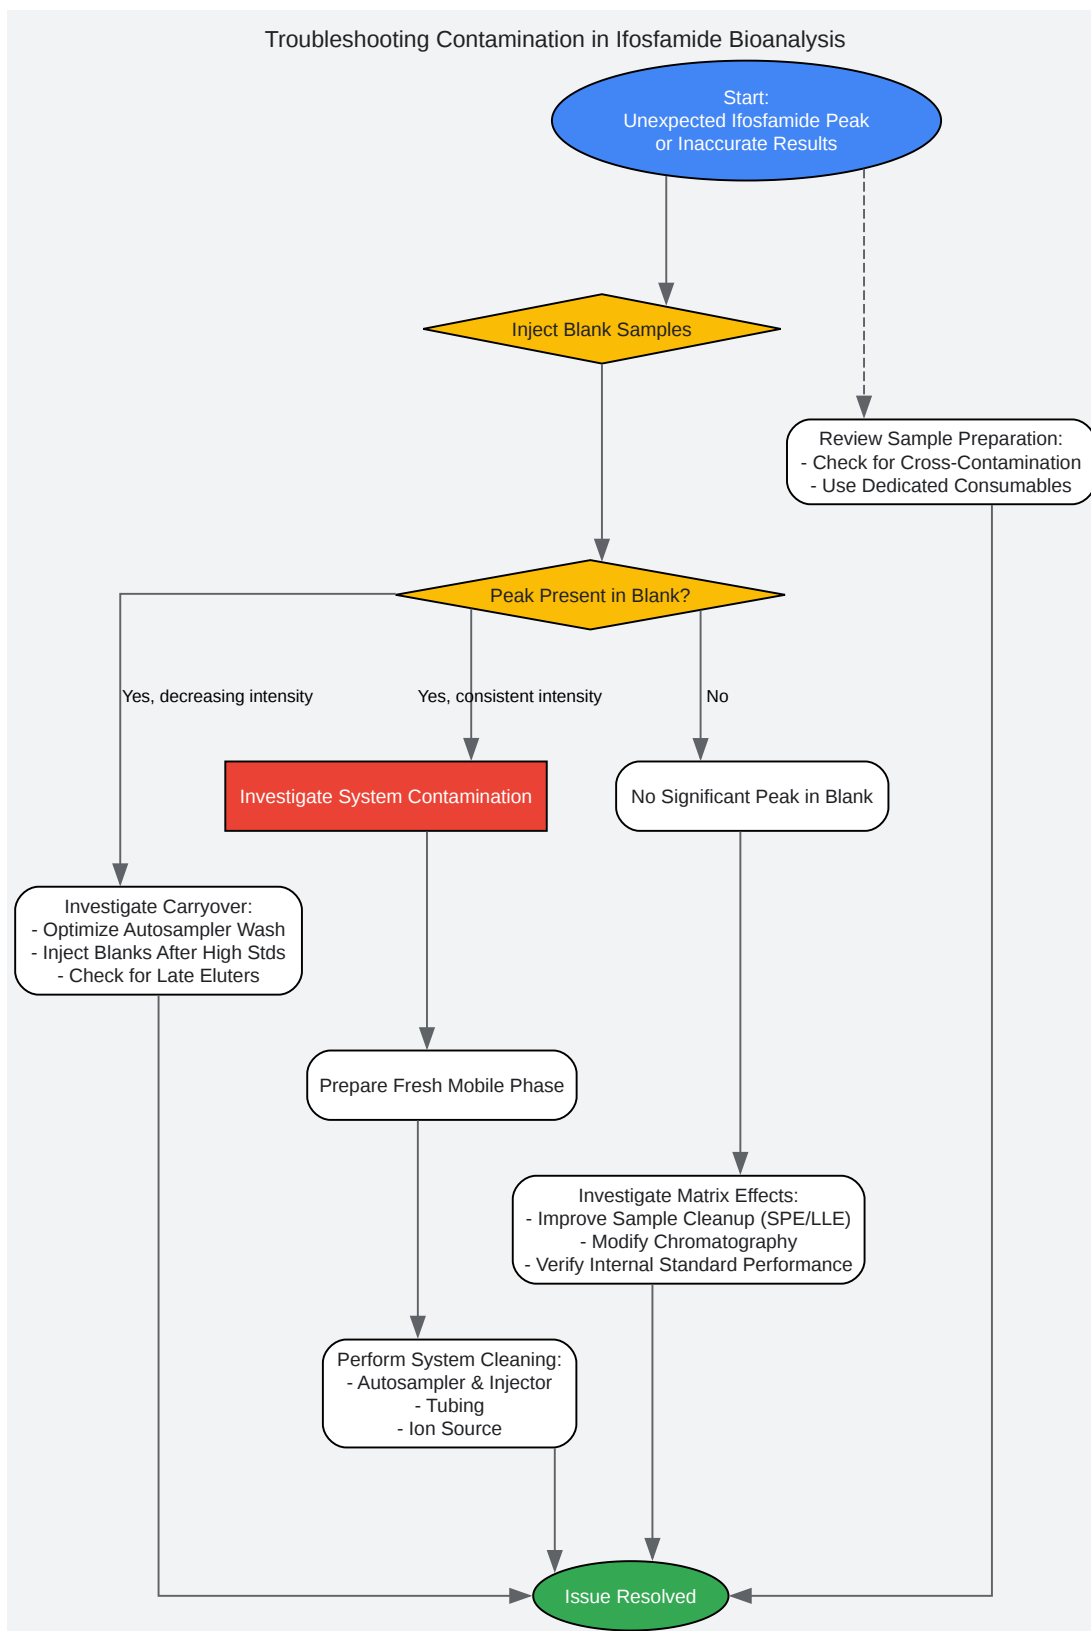 Troubleshooting Contamination in Ifosfamide Bioanalysis
Start:
Unexpected Ifosfamide Peak
or Inaccurate Results
Inject Blank Samples
Review Sample Preparation:
- Check for Cross-Contamination
- Use Dedicated Consumables
Peak Present in Blank?
Yes, decreasing intensity
Yes, consistent intensity
No
Investigate System Contamination
No Significant Peak in Blank
Investigate Carryover:
- Optimize Autosampler Wash
- Inject Blanks After High Stds
- Check for Late Eluters
Prepare Fresh Mobile Phase
Investigate Matrix Effects:
- Improve Sample Cleanup (SPE/LLE)
- Modify Chromatography
- Verify Internal Standard Performance
Perform System Cleaning:
- Autosampler & Injector
- Tubing
- Ion Source
Issue Resolved